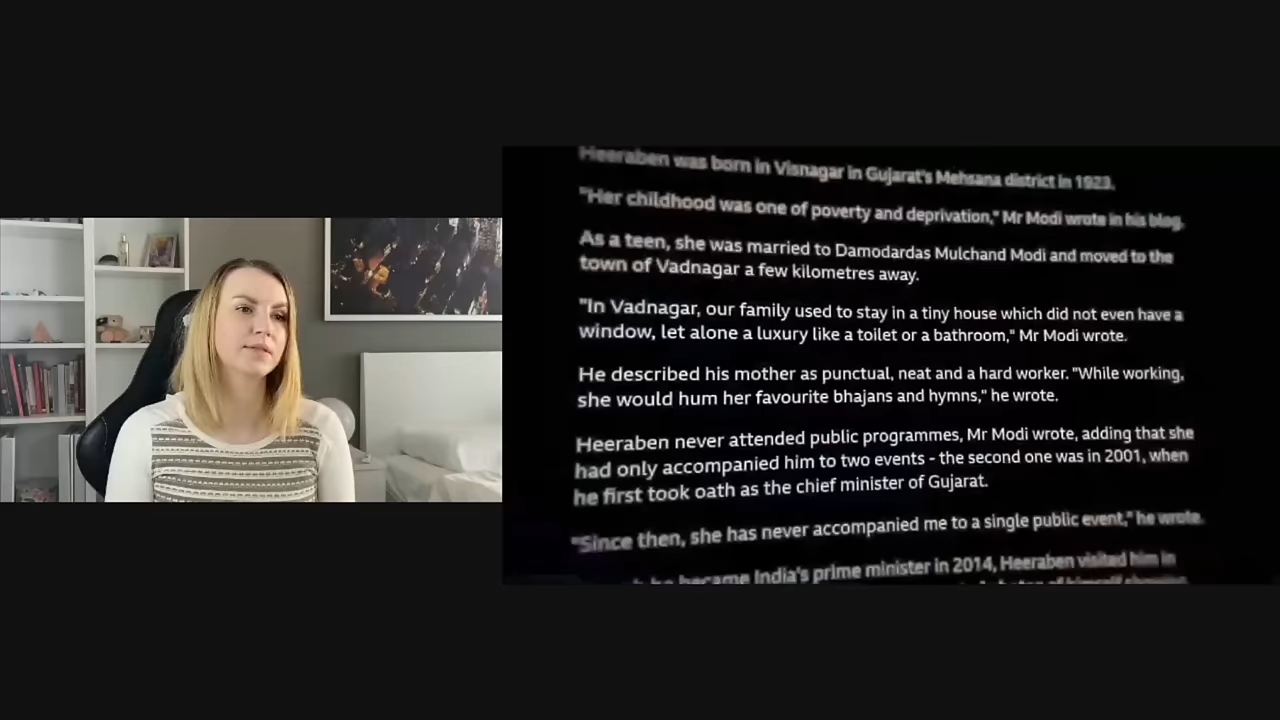 Heeraben was born in Visnagar in Gujarat's Mehsana district in 1923.
"Her childhood was one of poverty and deprivation," Mr Modi wrote in his blog.
As a teen, she was married to Damodardas Mulchand Modi and moved to the
town of Vadnagar a few kilometres away.
"In Vadnagar, our family used to stay in a tiny house which did not even have a
window, let alone a luxury like a toilet or a bathroom," Mr Modi wrote.
He described his mother as punctual, neat and a hard worker. "While working,
she would hum her favourite bhajans and hymns," he wrote.
Heeraben never attended public programmes, Mr Modi wrote, adding that she
had only accompanied him to two events - the second one was in 2001, when
he first took oath as the chief minister of Gujarat.
"Since then, she has never accompanied me to a single public event," he wrote.
he became India's prime minister in 2014, Heeraben visited him in